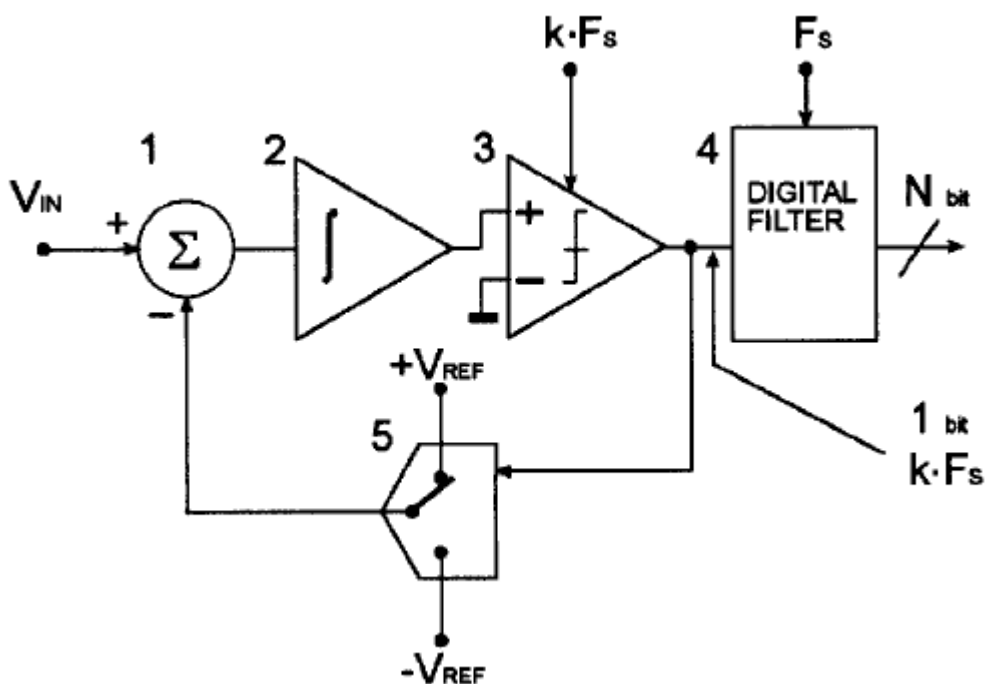 k·Fs
Fs
1
2
3
4
VIN
+
Σ
−
∫
+
−
DIGITAL
FILTER
N bit
+VREF
5
-VREF
1 bit
k·Fs